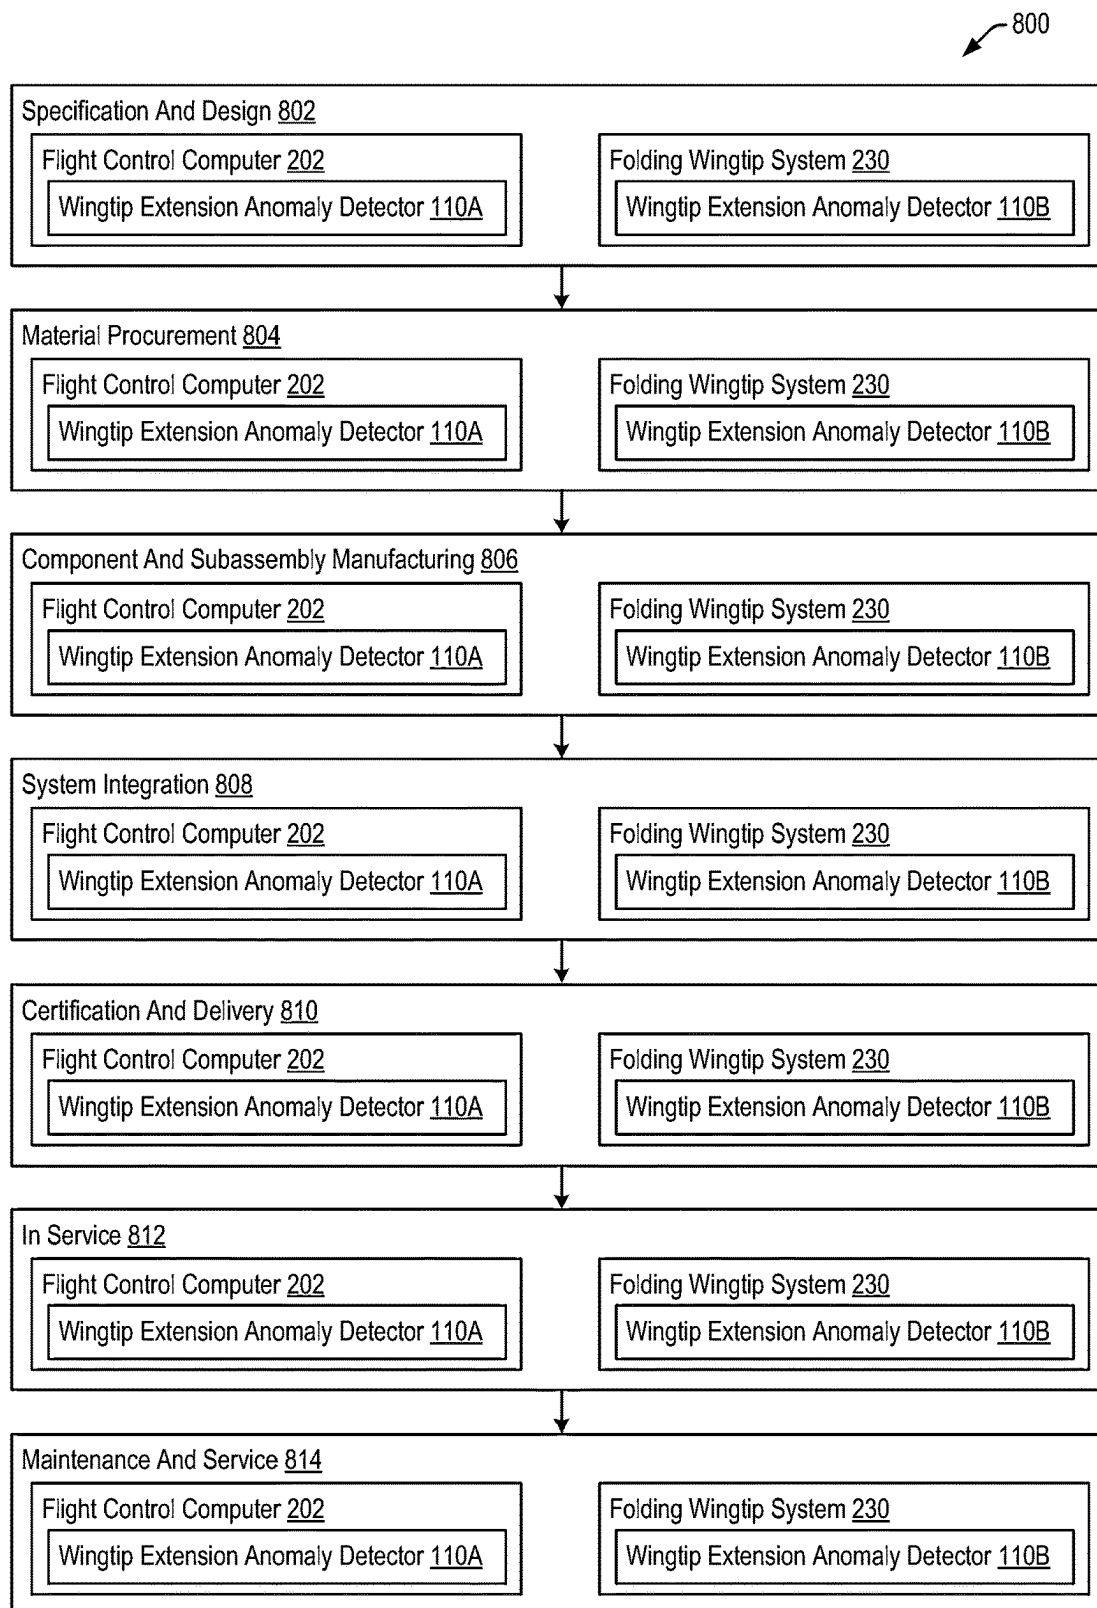 800
Specification And Design 802
Flight Control Computer 202
Folding Wingtip System 230
Wingtip Extension Anomaly Detector 110A
Wingtip Extension Anomaly Detector 110B
Material Procurement 804
Flight Control Computer 202
Folding Wingtip System 230
Wingtip Extension Anomaly Detector 110A
Wingtip Extension Anomaly Detector 110B
Component And Subassembly Manufacturing 806
Flight Control Computer 202
Folding Wingtip System 230
Wingtip Extension Anomaly Detector 110A
Wingtip Extension Anomaly Detector 110B
System Integration 808
Flight Control Computer 202
Folding Wingtip System 230
Wingtip Extension Anomaly Detector 110A
Wingtip Extension Anomaly Detector 110B
Certification And Delivery 810
Flight Control Computer 202
Folding Wingtip System 230
Wingtip Extension Anomaly Detector 110A
Wingtip Extension Anomaly Detector 110B
In Service 812
Flight Control Computer 202
Folding Wingtip System 230
Wingtip Extension Anomaly Detector 110A
Wingtip Extension Anomaly Detector 110B
Maintenance And Service 814
Flight Control Computer 202
Folding Wingtip System 230
Wingtip Extension Anomaly Detector 110A
Wingtip Extension Anomaly Detector 110B